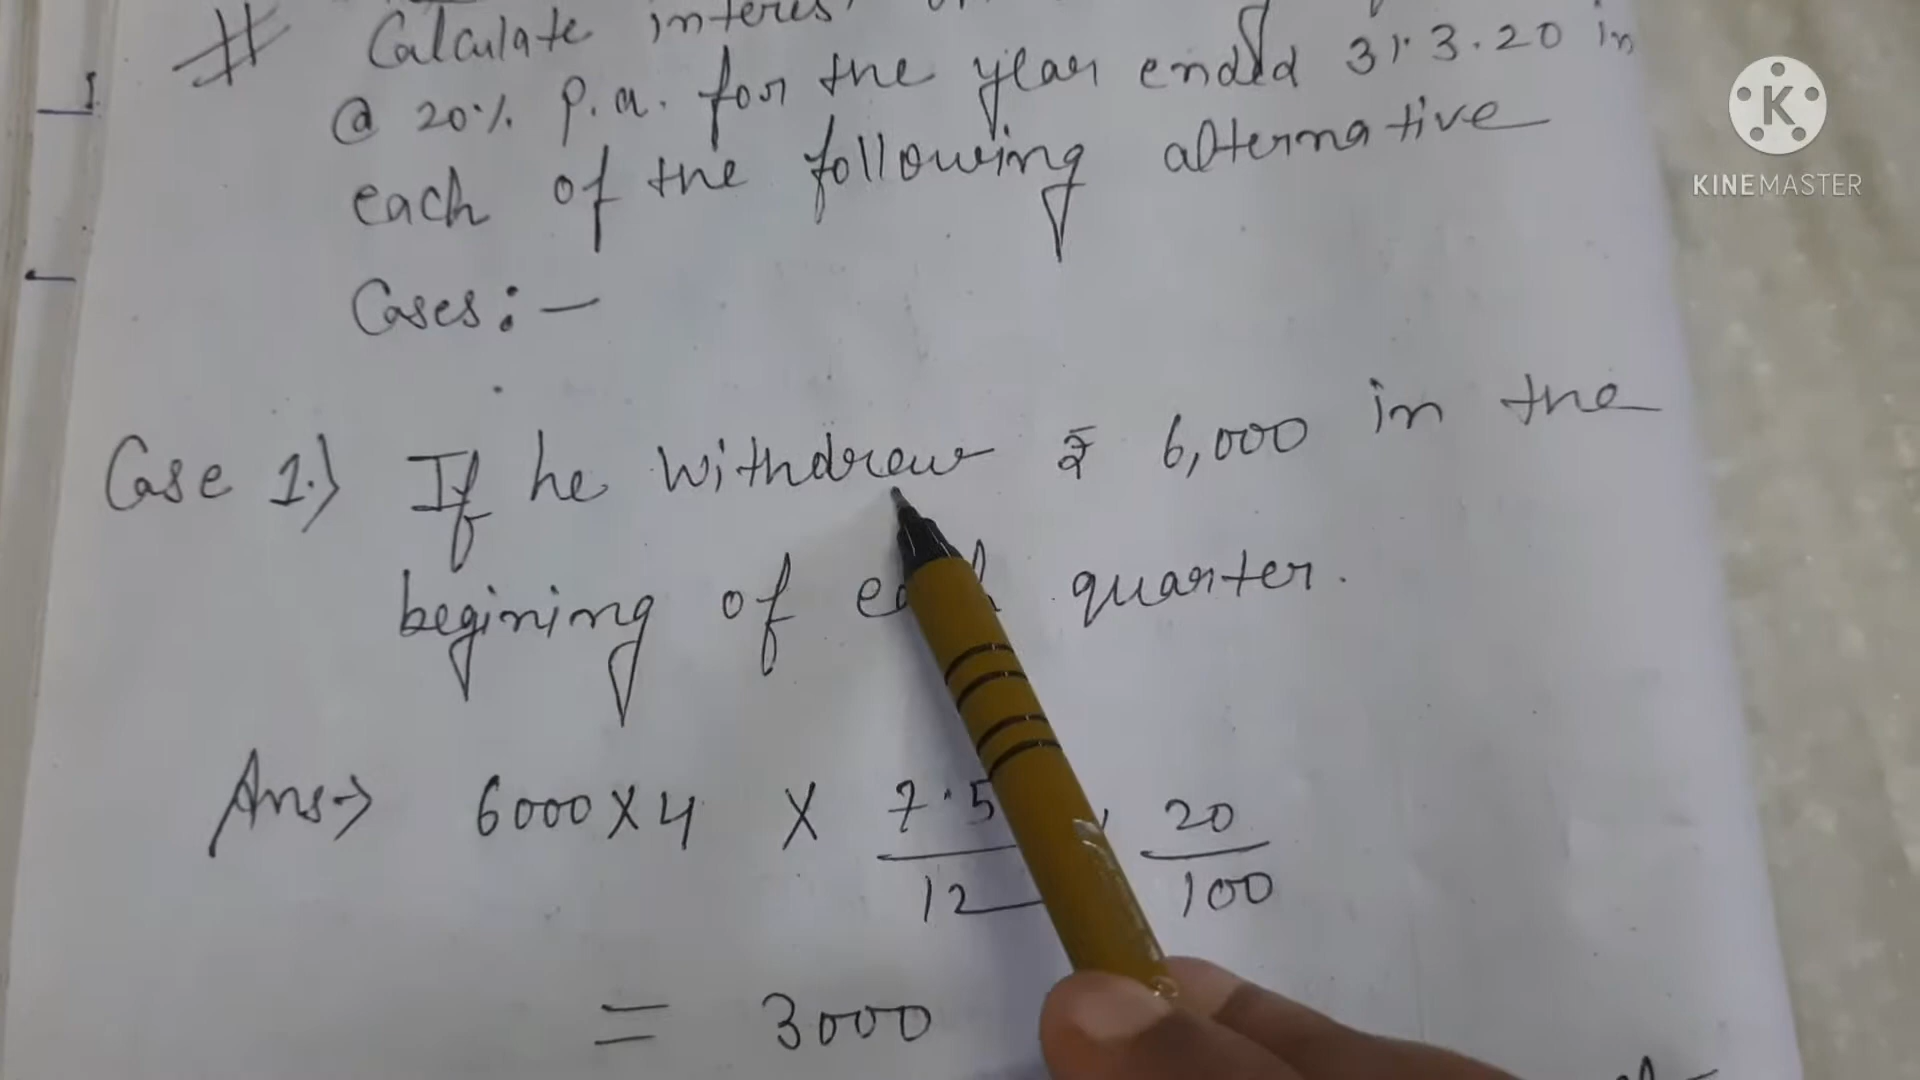 # Calculate interes
@ 20% p.a. for the year ended 31.3.20 in
each of the following alternative
Cases:-
Case 1.) If he withdrew ₹ 6,000 in the
begining of each quarter.
Ans→ 6000 X 4 X 7.5/12 20/100
= 3000
K
KINEMASTER